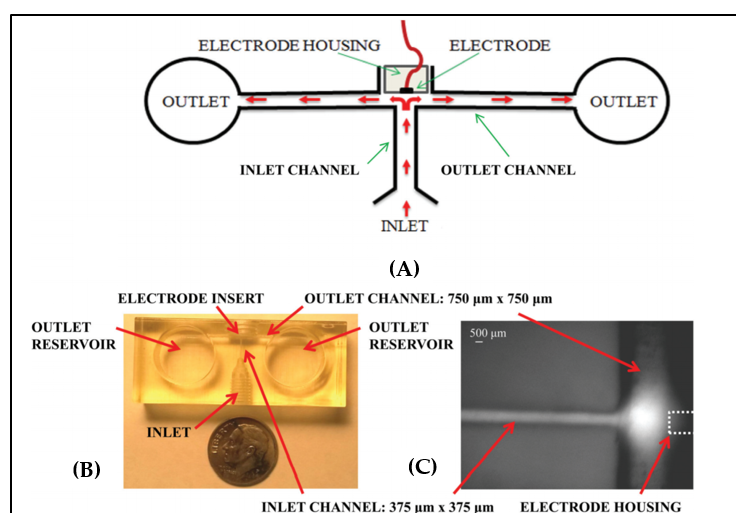 ELECTRODE HOUSING
ELECTRODE
OUTLET
OUTLET
INLET CHANNEL
OUTLET CHANNEL
INLET
(A)
ELECTRODE INSERT
OUTLET CHANNEL: 750 µm x 750 µm
OUTLET
RESERVOIR
OUTLET
RESERVOIR
500 µm
INLET
(B)
(C)
INLET CHANNEL: 375 µm x 375 µm
ELECTRODE HOUSING